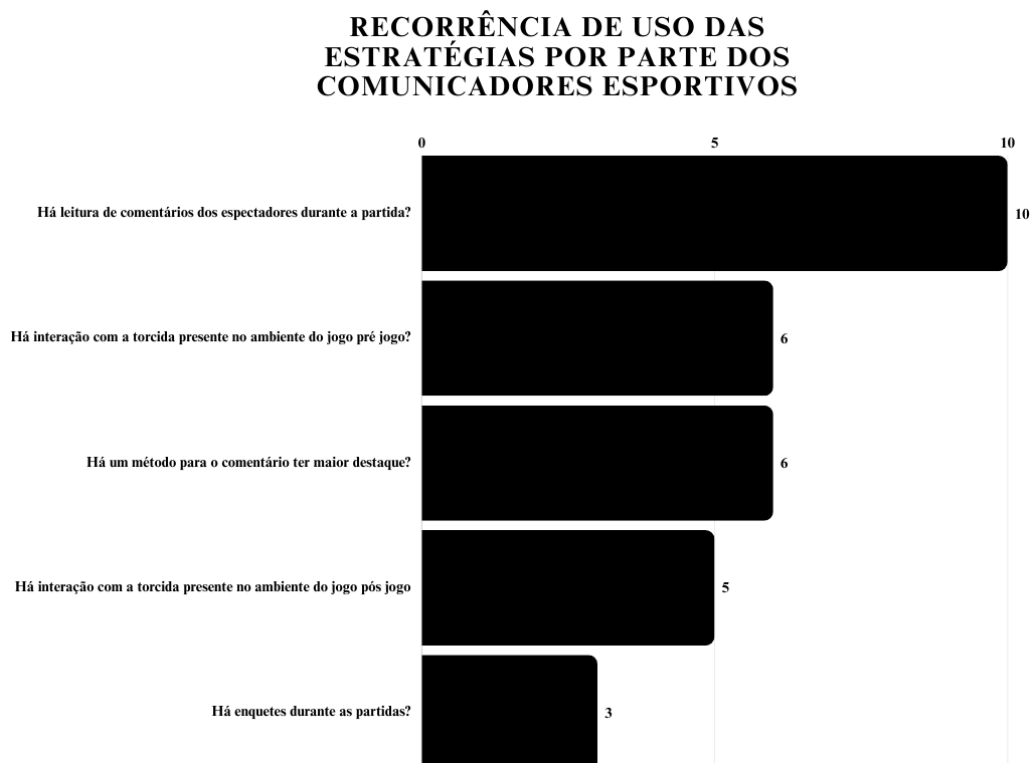 RECORRÊNCIA DE USO DAS
ESTRATÉGIAS POR PARTE DOS
COMUNICADORES ESPORTIVOS
0 5 10
Há leitura de comentários dos espectadores durante a partida? 10
Há interação com a torcida presente no ambiente do jogo pré jogo? 6
Há um método para o comentário ter maior destaque? 6
Há interação com a torcida presente no ambiente do jogo pós jogo 5
Há enquetes durante as partidas? 3